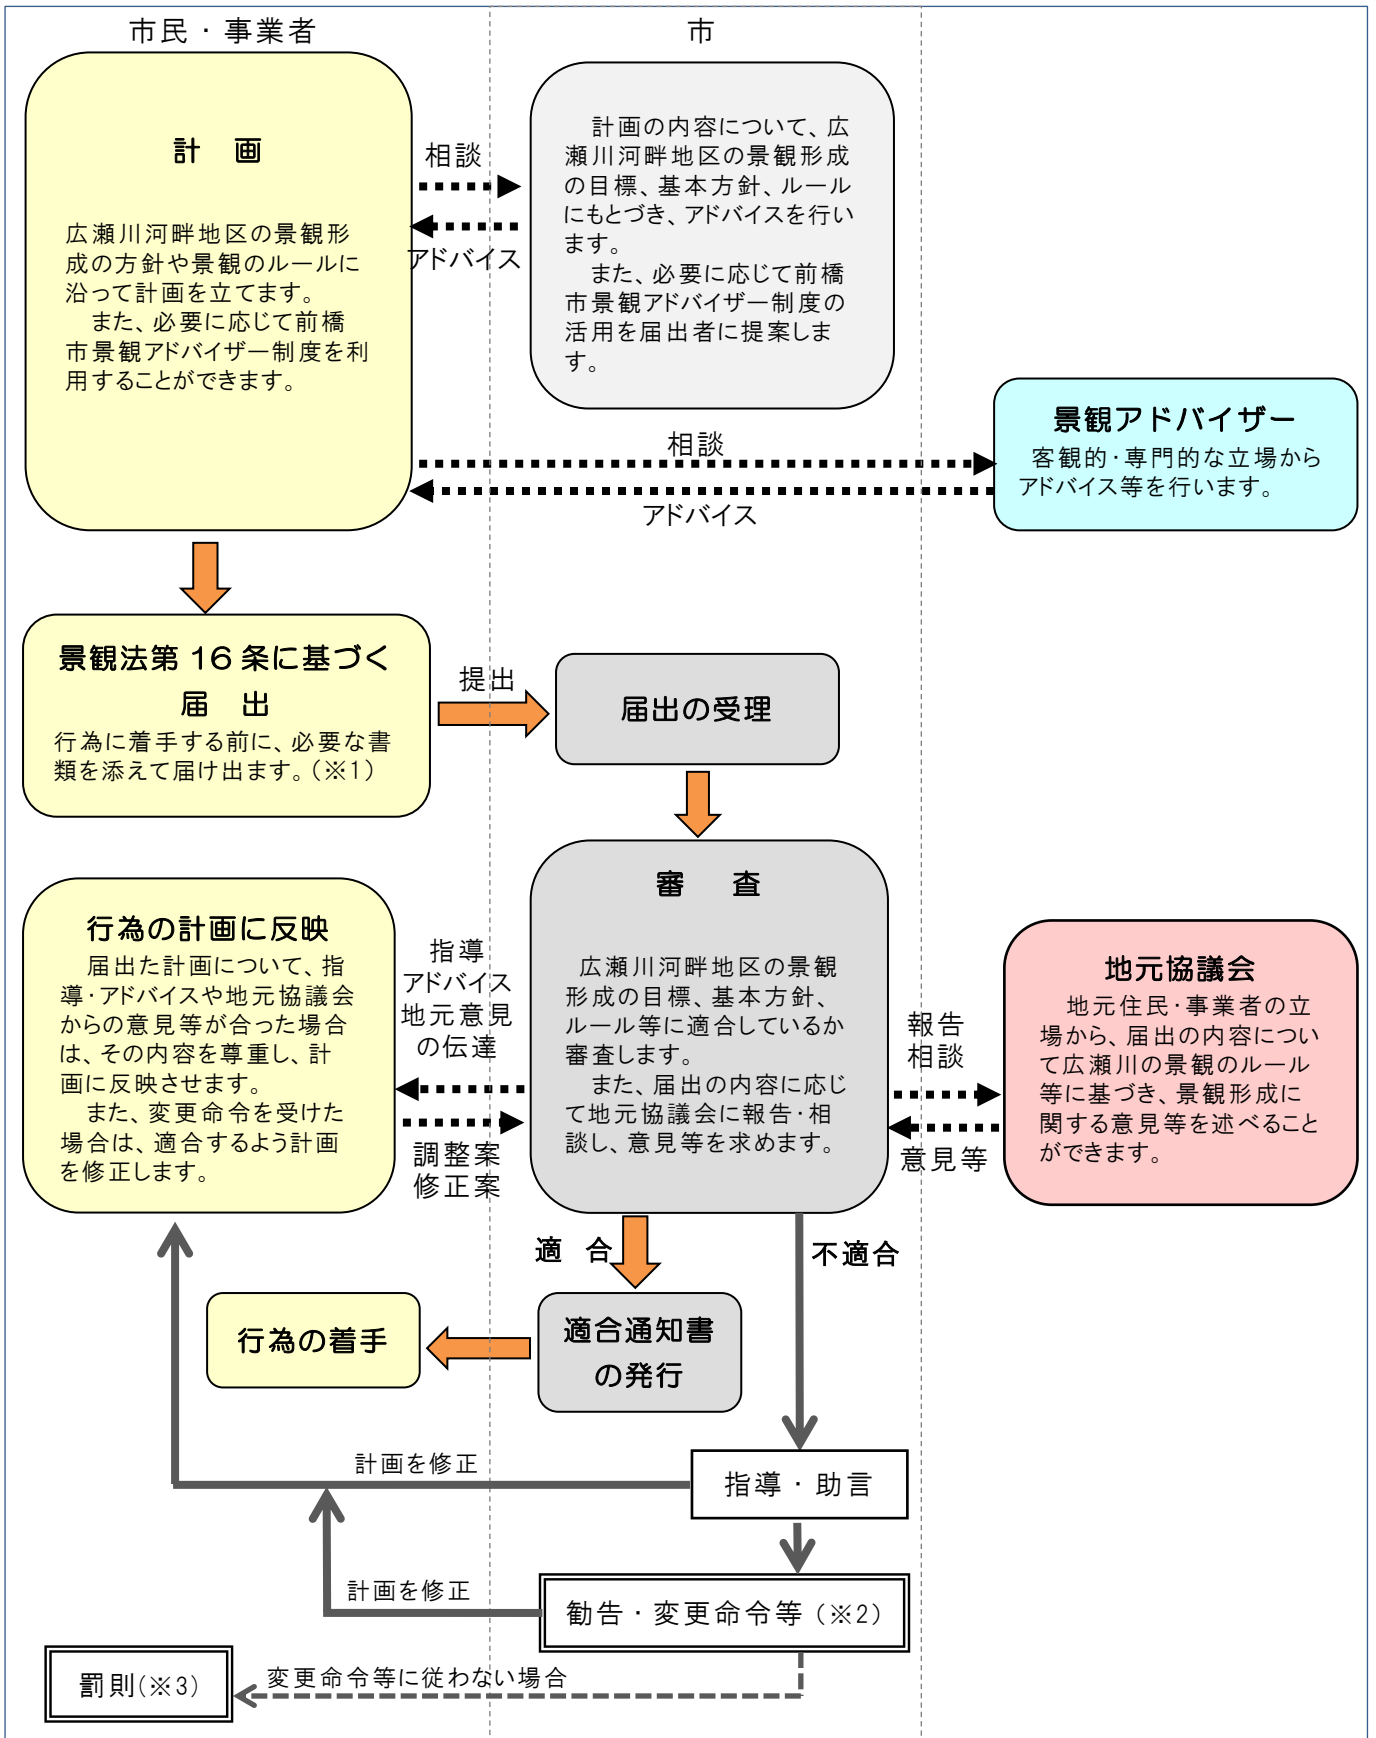 市民・事業者
市
計　画
広瀬川河畔地区の景観形
成の方針や景観のルールに
沿って計画を立てます。
また、必要に応じて前橋
市景観アドバイザー制度を利
用することができます。
相談
アドバイス
計画の内容について、広
瀬川河畔地区の景観形成
の目標、基本方針、ルール
にもとづき、アドバイスを行い
ます。
また、必要に応じて前橋
市景観アドバイザー制度の
活用を届出者に提案しま
す。
相談
アドバイス
景観アドバイザー
客観的・専門的な立場から
アドバイス等を行います。
景観法第 16 条に基づく
届　出
行為に着手する前に、必要な書
類を添えて届け出ます。（※1）
提出
届出の受理
行為の計画に反映
届出た計画について、指
導・アドバイスや地元協議会
からの意見等が合った場合
は、その内容を尊重し、計
画に反映させます。
また、変更命令を受けた
場合は、適合するよう計画
を修正します。
指導
アドバイス
地元意見
の伝達
調整案
修正案
審　査
広瀬川河畔地区の景観
形成の目標、基本方針、
ルール等に適合しているか
審査します。
また、届出の内容に応じ
て地元協議会に報告・相
談し、意見等を求めます。
報告
相談
意見等
地元協議会
地元住民・事業者の立
場から、届出の内容につい
て広瀬川の景観のルール
等に基づき、景観形成に
関する意見等を述べること
ができます。
適　合
不適合
行為の着手
適合通知書
の発行
計画を修正
指導・助言
計画を修正
勧告・変更命令等（※2）
罰則(※3)
変更命令等に従わない場合